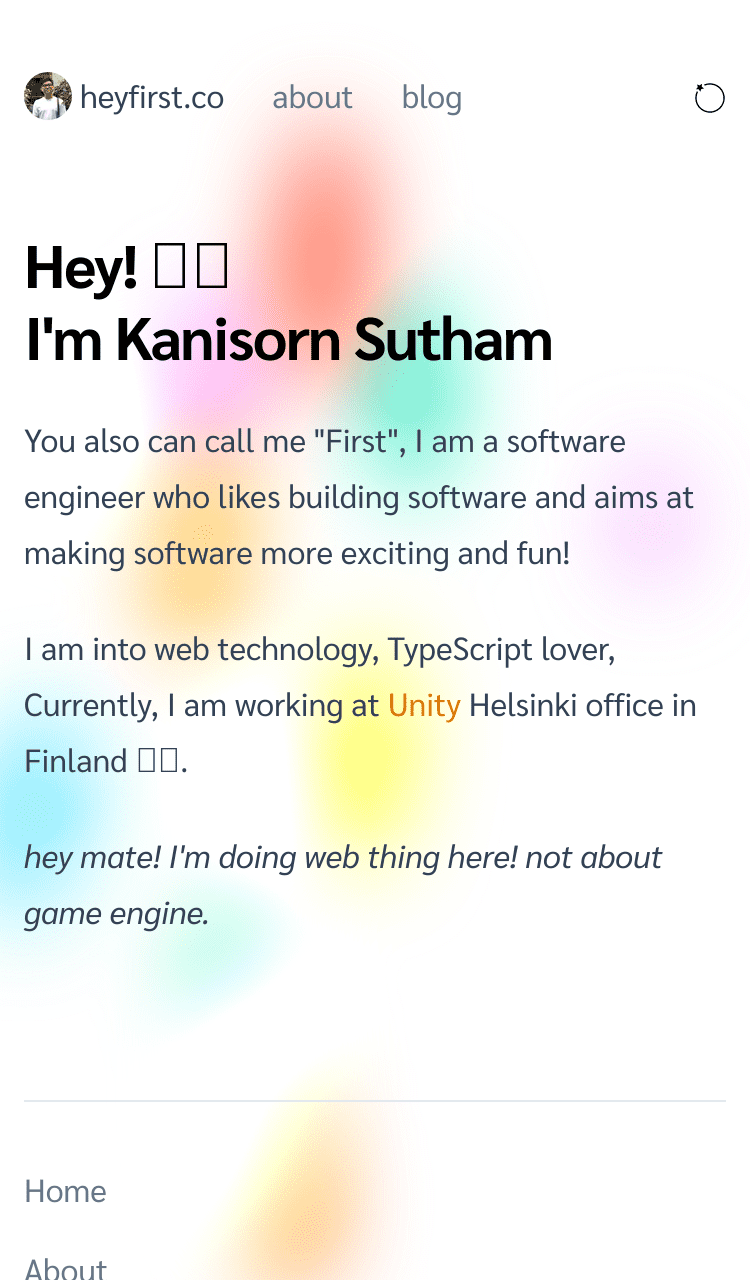 heyfirst.co about blog
Hey!
I'm Kanisorn Sutham
You also can call me "First", I am a software
engineer who likes building software and aims at
making software more exciting and fun!
I am into web technology, TypeScript lover,
Currently, I am working at Unity Helsinki office in
Finland .
hey mate! I'm doing web thing here! not about
game engine.
Home
About